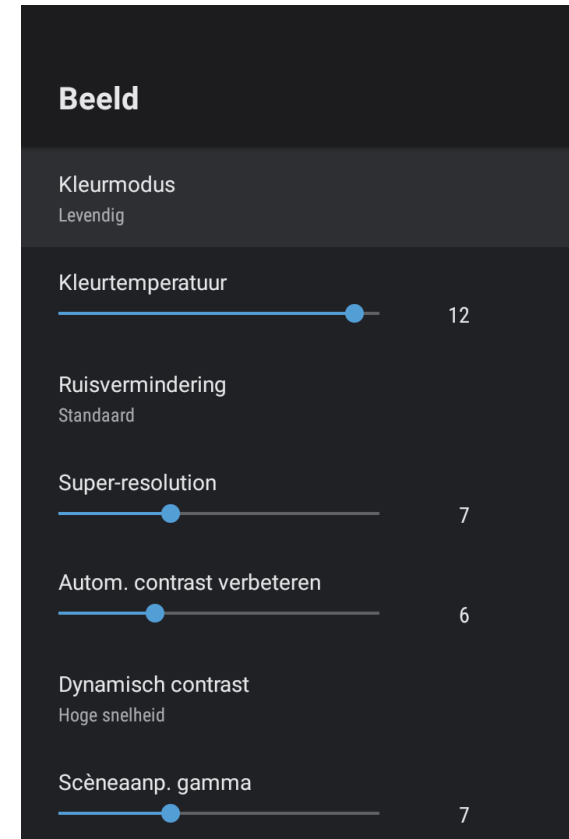 Beeld
Kleurmodus
Levendig
Kleurtemperatuur
12
Ruisvermindering
Standaard
Super-resolution
7
Autom. contrast verbeteren
6
Dynamisch contrast
Hoge snelheid
Scèneaanp. gamma
7